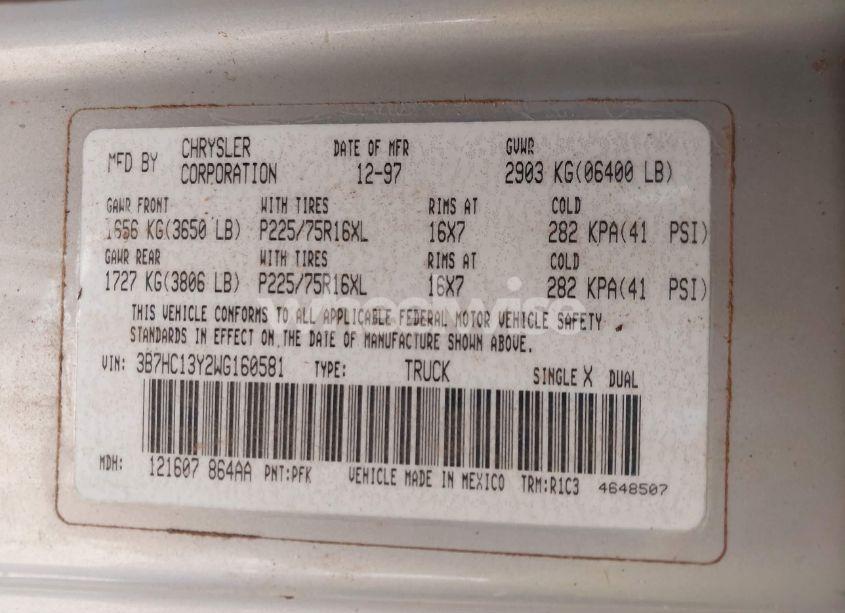 MFD BY CHRYSLER CORPORATION DATE OF MFR 12-97 GVWR 2903 KG(06400 LB)
GAWR FRONT WITH TIRES RIMS AT COLD
1656 KG(3650 LB) P225/75R16XL 16X7 282 KPA(41 PSI)
GAWR REAR WITH TIRES RIMS AT COLD
1727 KG(3806 LB) P225/75R16XL 16X7 282 KPA(41 PSI)
THIS VEHICLE CONFORMS TO ALL APPLICABLE FEDERAL MOTOR VEHICLE SAFETY
STANDARDS IN EFFECT ON THE DATE OF MANUFACTURE SHOWN ABOVE.
VIN: 3B7HC13Y2WG160581 TYPE: TRUCK SINGLE X DUAL
MDH: 121607 864AA PNT:PFK VEHICLE MADE IN MEXICO TRM:R1C3 4648507